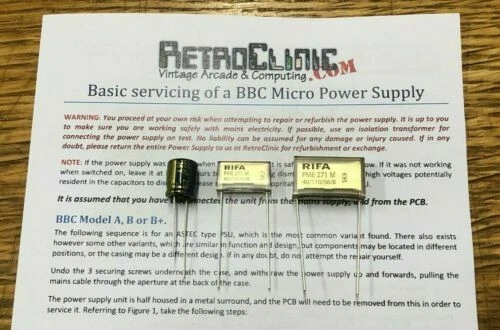 RETROCLINIC.COM
Vintage Arcade & Computing
Basic servicing of a BBC Micro Power Supply
WARNING: You proceed at your own risk when attempting to repair or refurbish the power supply. It is up to you
to make sure you are working safely with mains electricity. If possible, use an isolation transformer for
connecting the power supply on test. No liability can be assumed for any damage or injury caused. If in any
doubt, please return the entire Power Supply to us at RetroClinic for refurbishment or exchange.
NOTE: If the power supply was when it is saf If it was not working
when switched on, leave it at hours high voltages potentially
resident in the capacitors to
It is assumed that you have the unit from the mains supply, and from the PCB.
RIFA
PME 271 M
RIFA
PME 271 M
40/110/56/B
BBC Model A, B or B+.
The following sequence is for an ASTEC type PSU, which is the most common variant found. There also exists
however some other variants, which are similar in function and design, but components may be located in different
positions, or the casing may be a different design. If in any doubt, do not attempt the repair yourself.
Undo the 3 securing screws underneath the case, and withdraw the power supply up and forwards, pulling the
mains cable through the aperture at the back of the case.
The power supply unit is half housed in a metal surround, and the PCB will need to be removed from this in order to
service it. Referring to Figure 1, take the following steps: